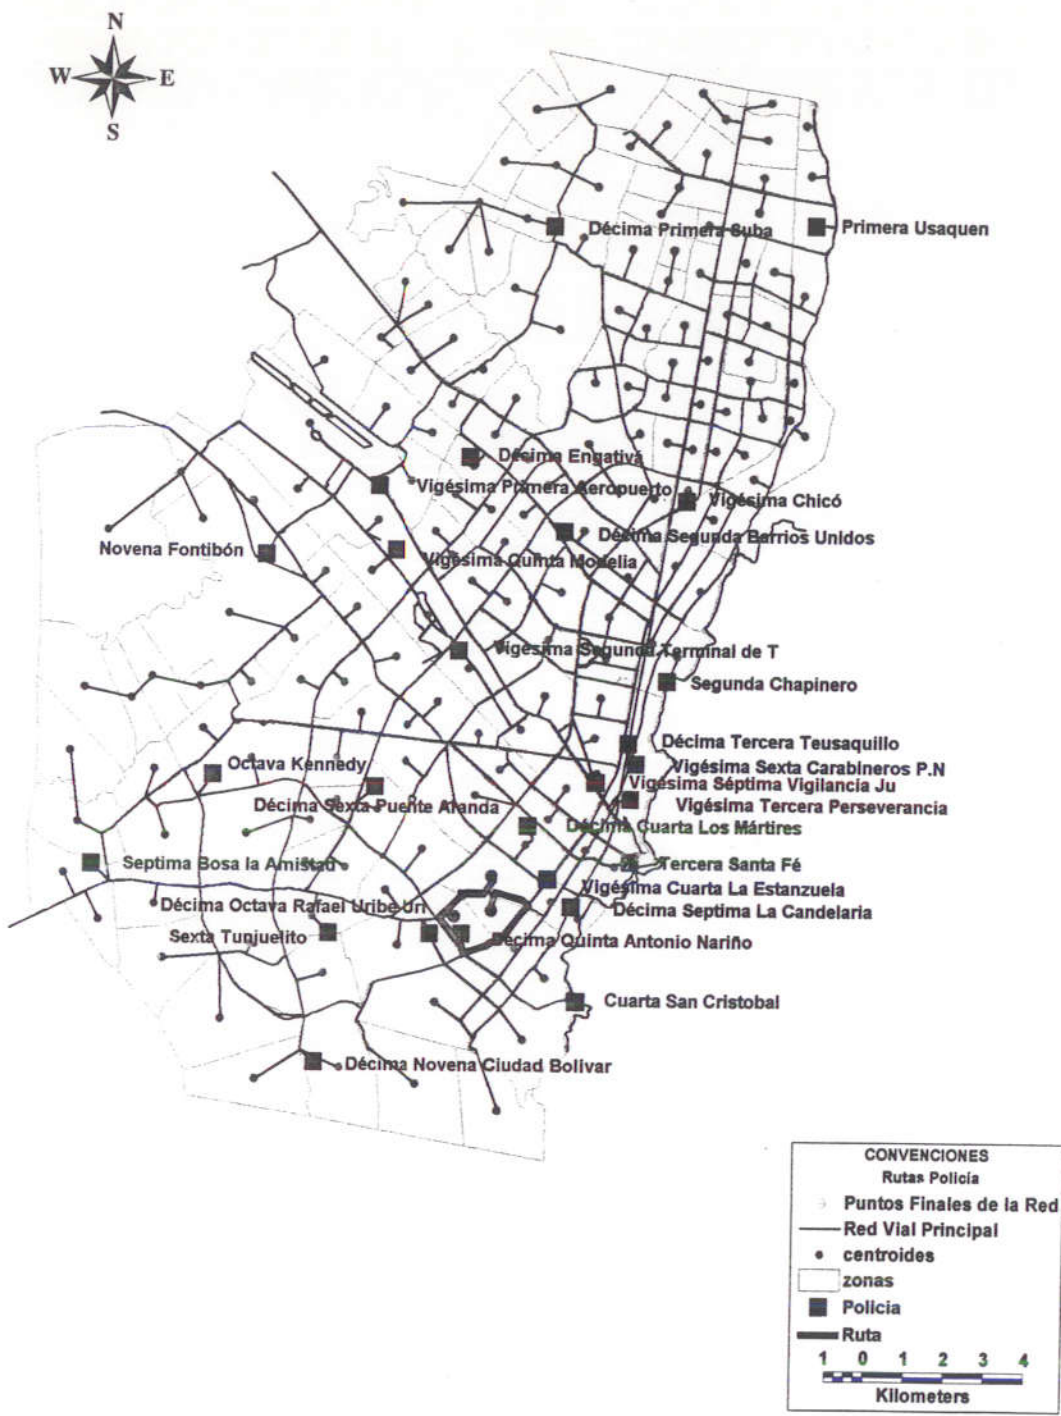 N
W E
S
Décima Primera Suba
Primera Usaquen
Décima Engativá
Vigésima Primera Aeropuerto
Vigésima Chicó
Décima Segunda Barrios Unidos
Novena Fontibón
Vigésima Quinta Modelia
Vigésima Segunda Terminal de T
Segunda Chapinero
Décima Tercera Teusaquillo
Octava Kennedy
Vigésima Sexta Carabineros P.N
Vigésima Séptima Vigilancia Ju
Décima Sexta Puente Aranda
Vigésima Tercera Perseverancia
Décima Cuarta Los Mártires
Septima Bosa la Amistad
Tercera Santa Fé
Vigésima Cuarta La Estanzuela
Décima Octava Rafael Uribe Uri
Décima Septima La Candelaria
Sexta Tunjuelito
Décima Quinta Antonio Nariño
Cuarta San Cristobal
Décima Novena Ciudad Bolivar
CONVENCIONES
Rutas Policía
Puntos Finales de la Red
Red Vial Principal
centroides
zonas
Policia
Ruta
1 0 1 2 3 4
Kilometers